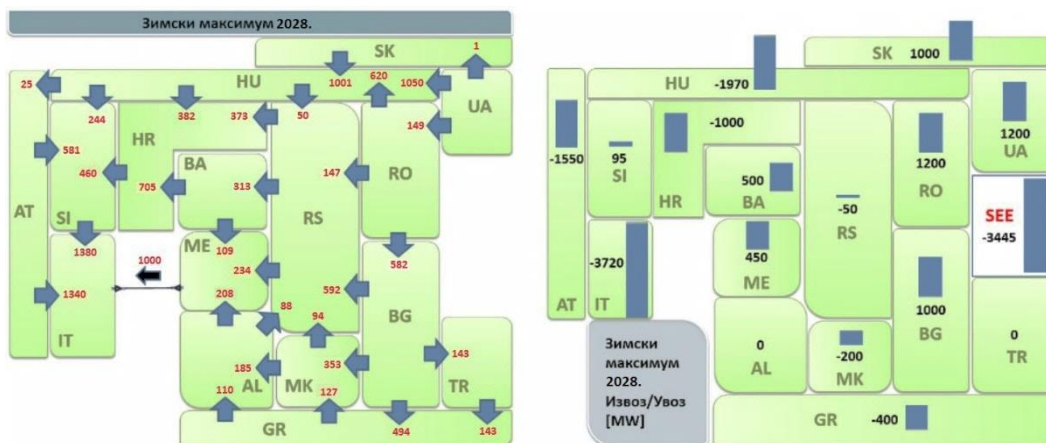 Зимски максимум 2028.
SK
1
HU
1001
620
1050
25
UA
244
382
373
50
HR
149
581
BA
RO
460
705
313
147
RS
AT
SI
ME
109
1380
1000
234
582
208
592
1340
88
94
BG
IT
185
353
143
AL
MK
TR
110
127
GR
494
143
SK
1000
HU
-1970
-1000
-1550
95
SI
1200
UA
500
BA
1200
RO
HR
SEE
-3445
-50
RS
-3720
450
ME
AT
IT
1000
BG
Зимски
максимум
2028.
Извоз/Увоз
[MW]
0
AL
-200
MK
0
TR
GR
-400